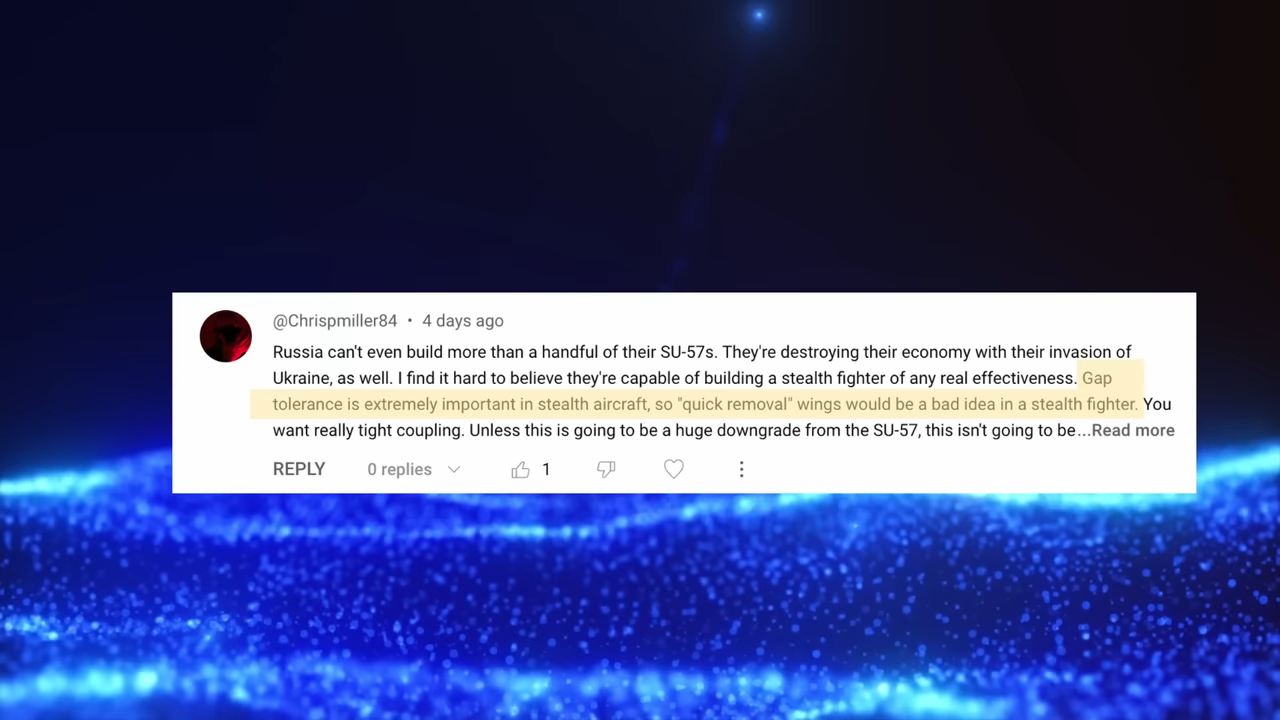 @Chrispmiller84 • 4 days ago
Russia can't even build more than a handful of their SU-57s. They're destroying their economy with their invasion of
Ukraine, as well. I find it hard to believe they're capable of building a stealth fighter of any real effectiveness. Gap
tolerance is extremely important in stealth aircraft, so "quick removal" wings would be a bad idea in a stealth fighter. You
want really tight coupling. Unless this is going to be a huge downgrade from the SU-57, this isn't going to be...Read more
REPLY 0 replies 1